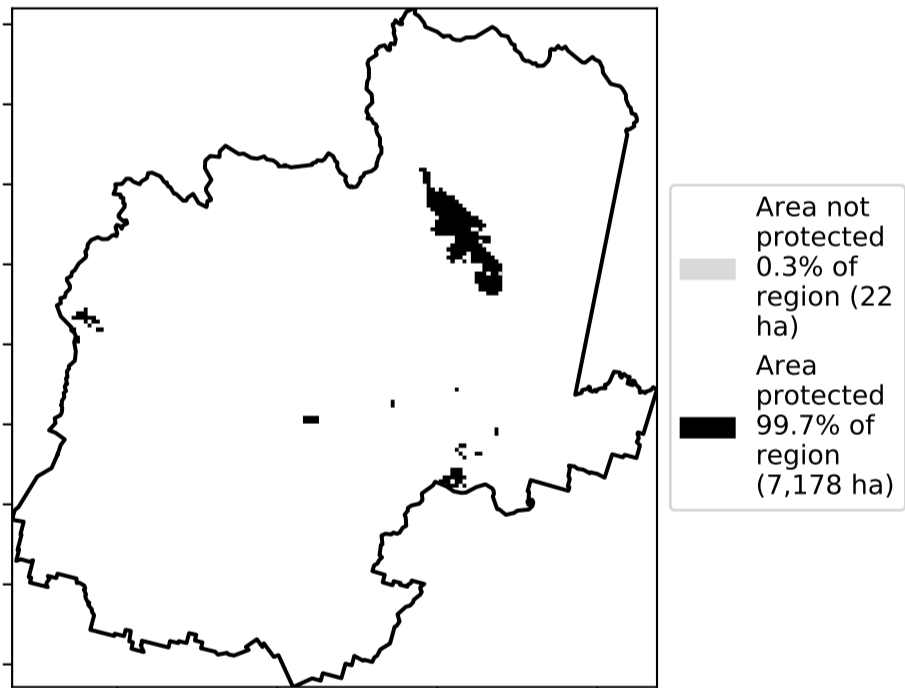 Area not
protected
0.3% of
region (22
ha)
Area
protected
99.7% of
region
(7,178 ha)